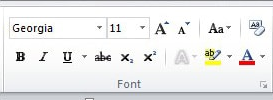 Georgia 11 A A Aa
B I U abc X₂ X² A ab A
Font